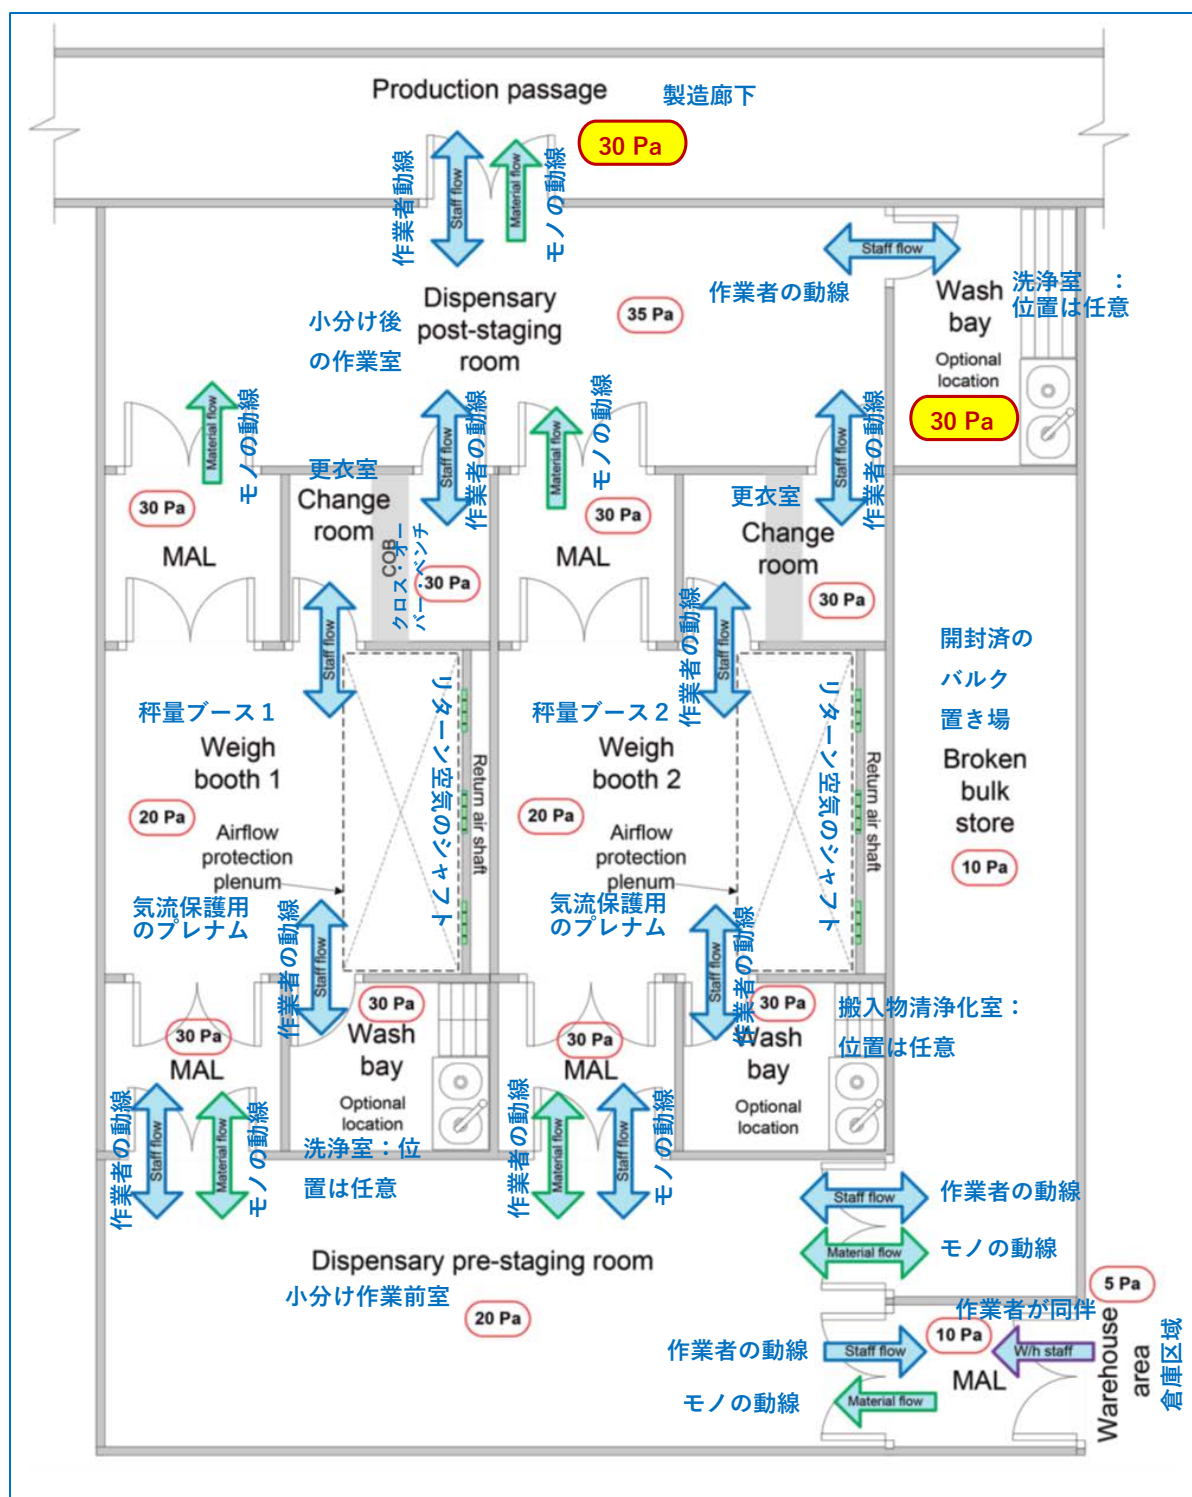 Production passage
製造廊下
30 Pa
作業者動線
Staff flow
Material flow
モノの動線
Staff flow
作業者の動線
Dispensary
post-staging
room
小分け後
の作業室
35 Pa
Wash
bay
Optional
location
洗浄室　：
位置は任意
30 Pa
Material flow
モノの動線
Staff flow
作業者の動線
Material flow
モノの動線
Staff flow
作業者の動線
30 Pa
MAL
更衣室
Change
room
COB
クロス・オー
バー・ベンチ
30 Pa
30 Pa
MAL
更衣室
Change
room
30 Pa
Staff flow
Staff flow
作業者の動線
開封済の
バルク
置き場
Broken
bulk
store
10 Pa
秤量ブース１
Weigh
booth 1
20 Pa
Airflow
protection
plenum
気流保護用
のプレナム
リターン空気のシャフト
Return air shaft
秤量ブース２
Weigh
booth 2
20 Pa
Airflow
protection
plenum
気流保護用
のプレナム
リターン空気のシャフト
Return air shaft
Staff flow
作業者の動線
Staff flow
作業者の動線
30 Pa
MAL
30 Pa
Wash
bay
Optional
location
洗浄室：位
置は任意
30 Pa
MAL
30 Pa
Wash
bay
Optional
location
搬入物清浄化室：
位置は任意
作業者の動線
Staff flow
Material flow
モノの動線
作業者の動線
Material flow
Staff flow
モノの動線
Staff flow
作業者の動線
Material flow
モノの動線
Dispensary pre-staging room
小分け作業前室
20 Pa
5 Pa
作業者が同伴
10 Pa
作業者の動線
Staff flow
W/h staff
MAL
モノの動線
Material flow
Warehouse
area
倉庫区域